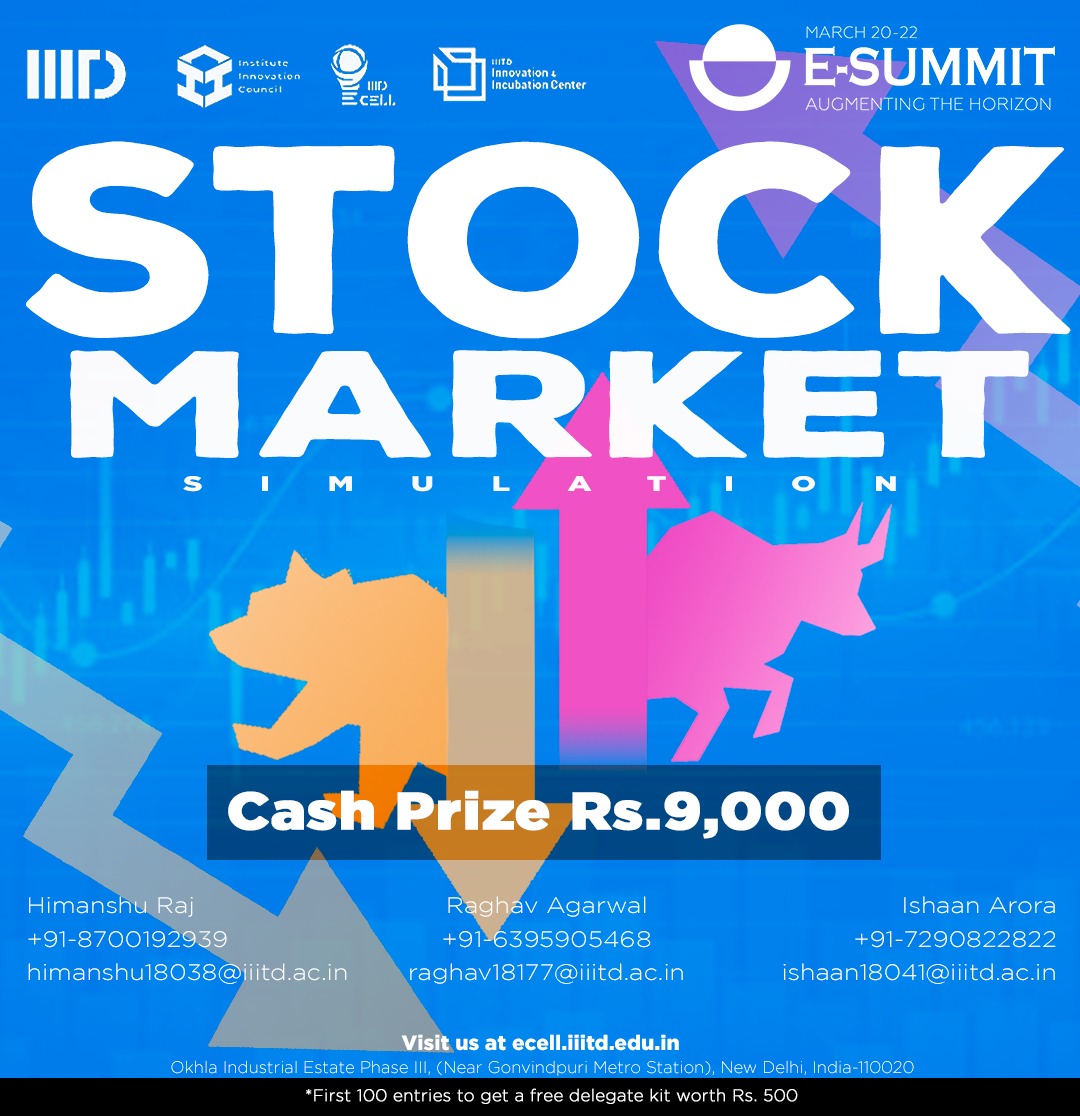 IIITD
Institute
Innovation
Council
IIITD
ECELL
IIITD
Innovation &
Incubation Center
MARCH 20-22
E-SUMMIT
AUGMENTING THE HORIZON
STOCK
MARKET
SIMULATION
Cash Prize Rs.9,000
Himanshu Raj
+91-8700192939
himanshu18038@iiitd.ac.in
Raghav Agarwal
+91-6395905468
raghav18177@iiitd.ac.in
Ishaan Arora
+91-7290822822
ishaan18041@iiitd.ac.in
Visit us at ecell.iiitd.edu.in
Okhla Industrial Estate Phase III, (Near Gonvindpuri Metro Station), New Delhi, India-110020
*First 100 entries to get a free delegate kit worth Rs. 500